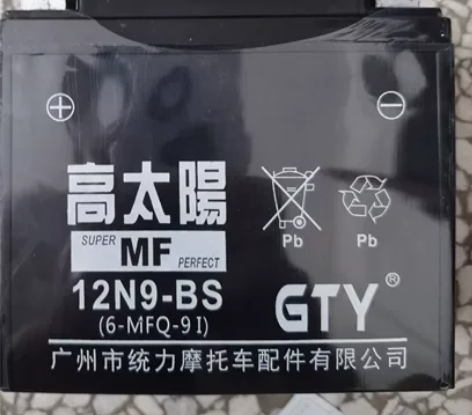 + −
高太陽
SUPER MF PERFECT
Pb Pb
12N9-BS
(6-MFQ-9I)
GTY®
广州市统力摩托车配件有限公司